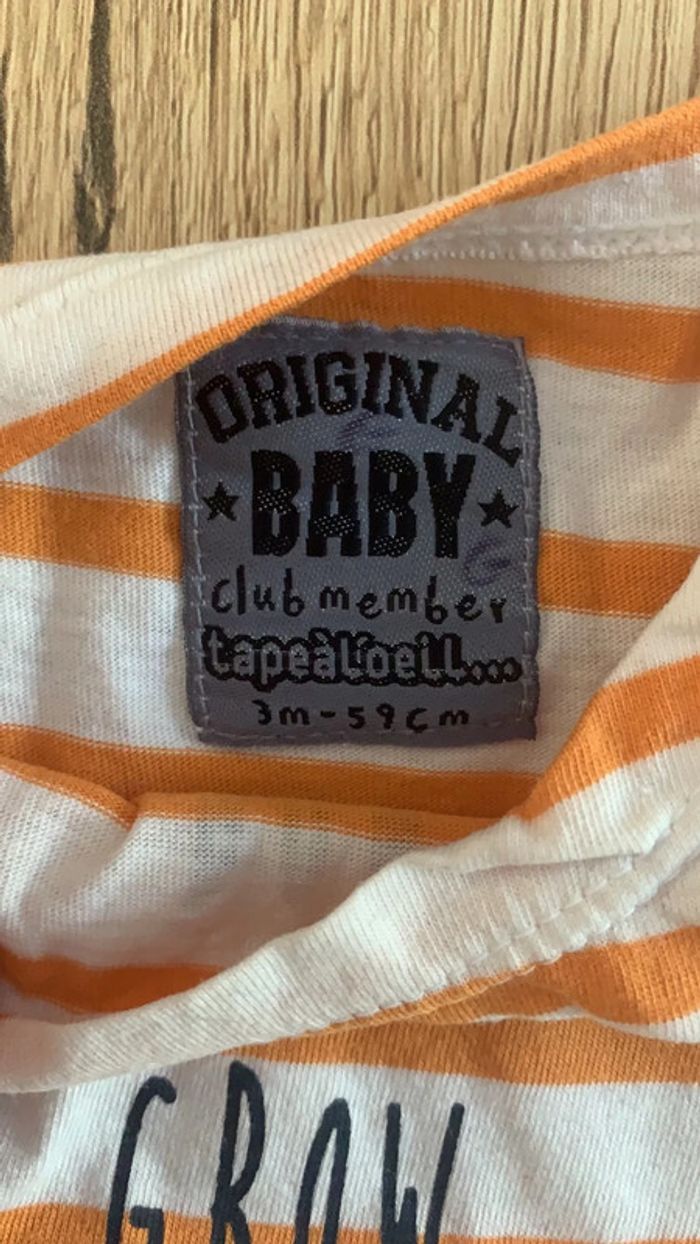 ORIGINAL
BABY
club member
tapeàl'oeil...
3m-59cm
GROW